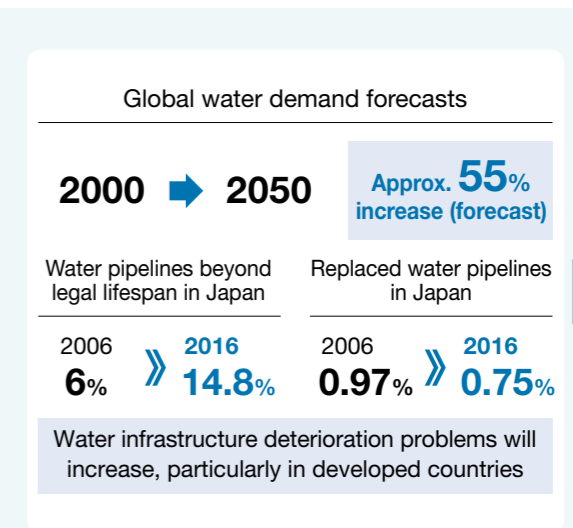 Global water demand forecasts
2000 2050
Approx. 55%
increase (forecast)
Water pipelines beyond
legal lifespan in Japan
2006 2016
6% 14.8%
Replaced water pipelines
in Japan
2006 2016
0.97% 0.75%
Water infrastructure deterioration problems will
increase, particularly in developed countries